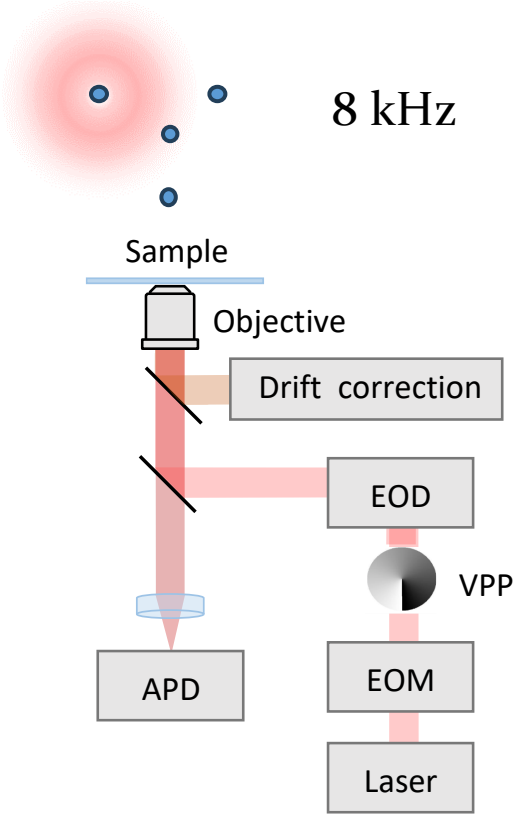 8 kHz
Sample
Objective
Drift correction
EOD
VPP
APD
EOM
Laser